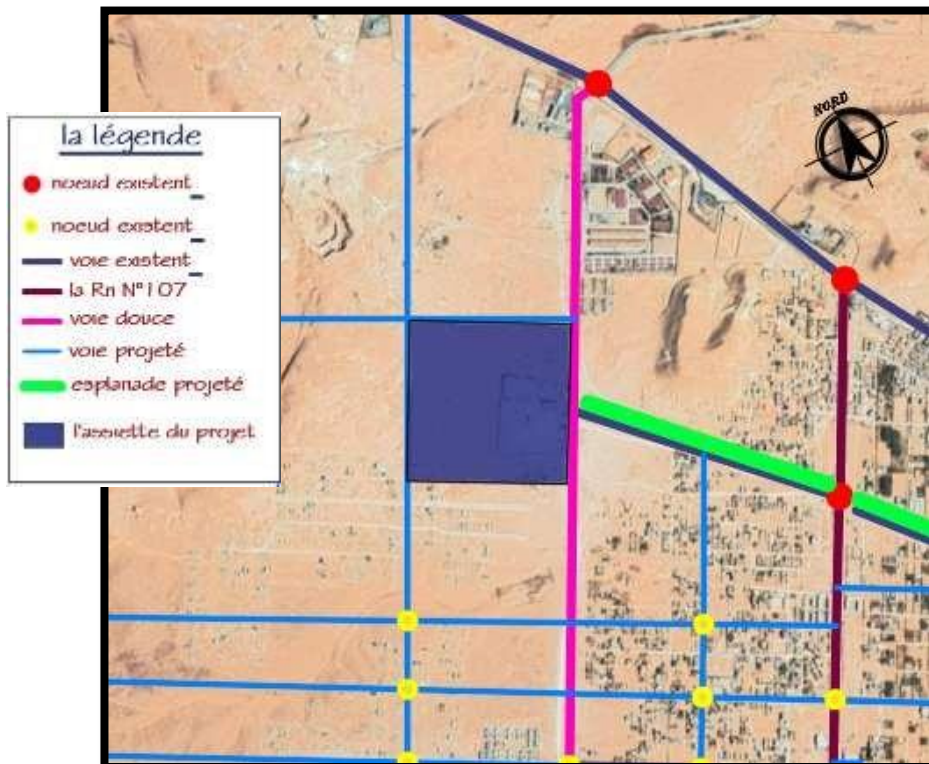 la légende
noeud existent
noeud existent
voie existent
la Rn N°107
voie douce
voie projeté
esplanade projeté
l'assiette du projet
NORD